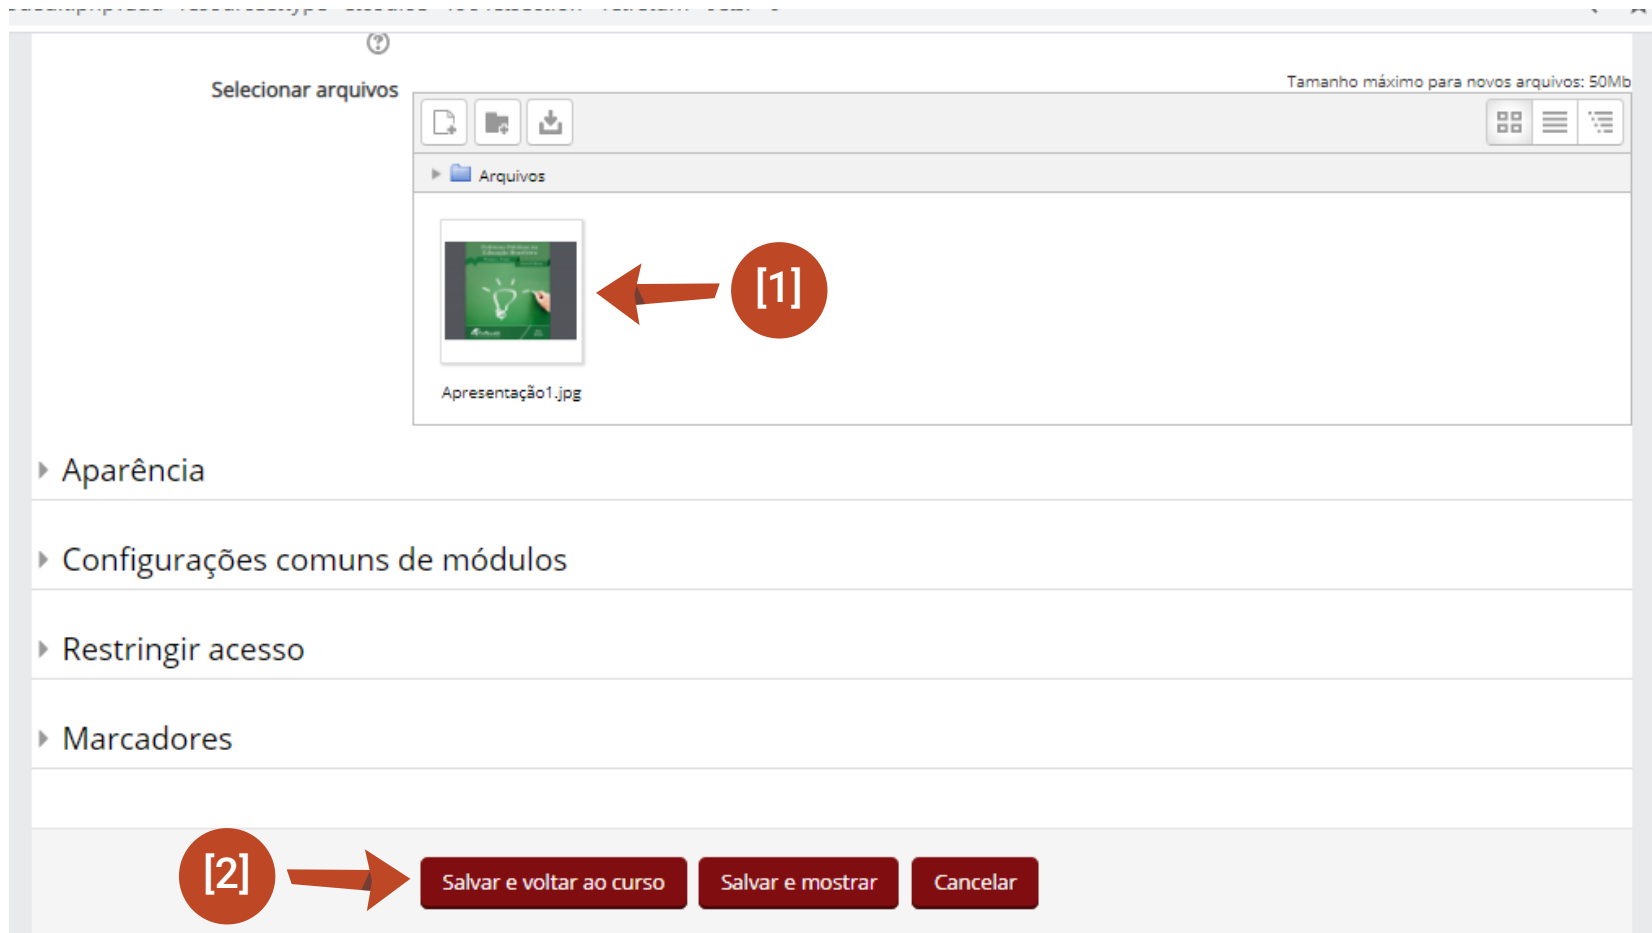 Selecionar arquivos
Tamanho máximo para novos arquivos: 50Mb
Arquivos
[1]
Apresentação1.jpg
Aparência
Configurações comuns de módulos
Restringir acesso
Marcadores
[2]
Salvar e voltar ao curso
Salvar e mostrar
Cancelar